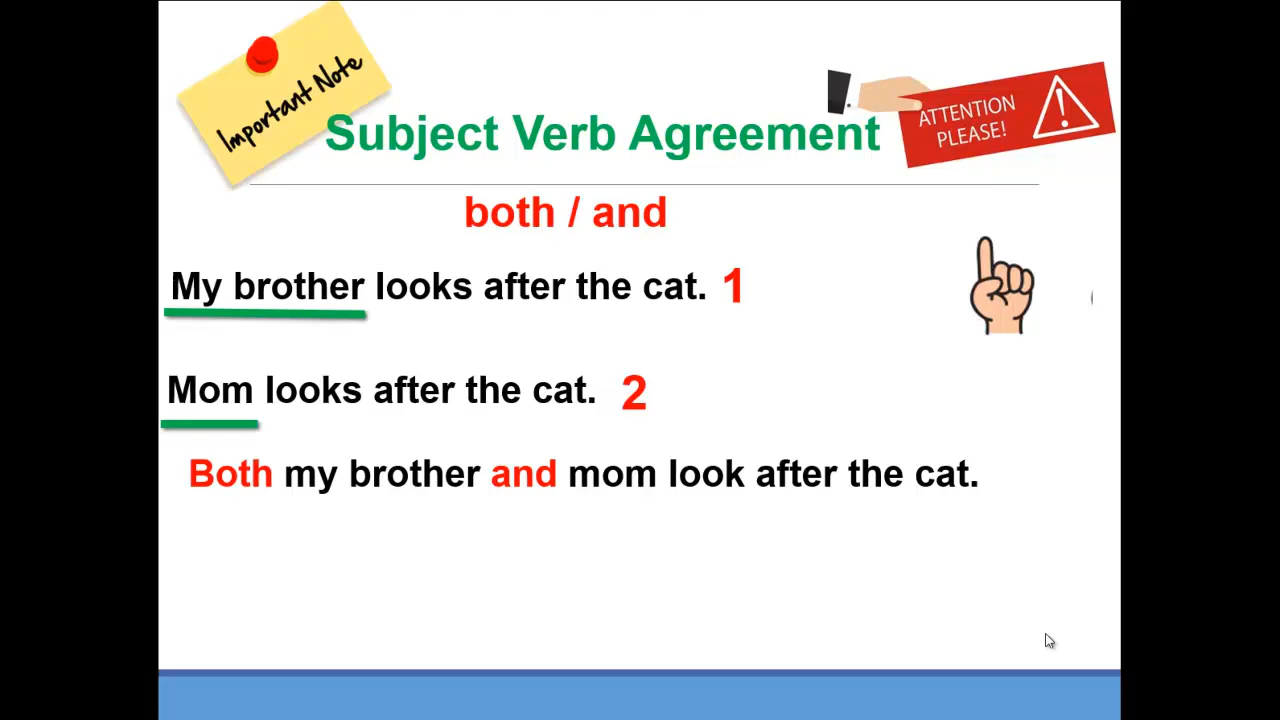 Important Note
ATTENTION
PLEASE!
Subject Verb Agreement
both / and
My brother looks after the cat. 1
Mom looks after the cat. 2
Both my brother and mom look after the cat.